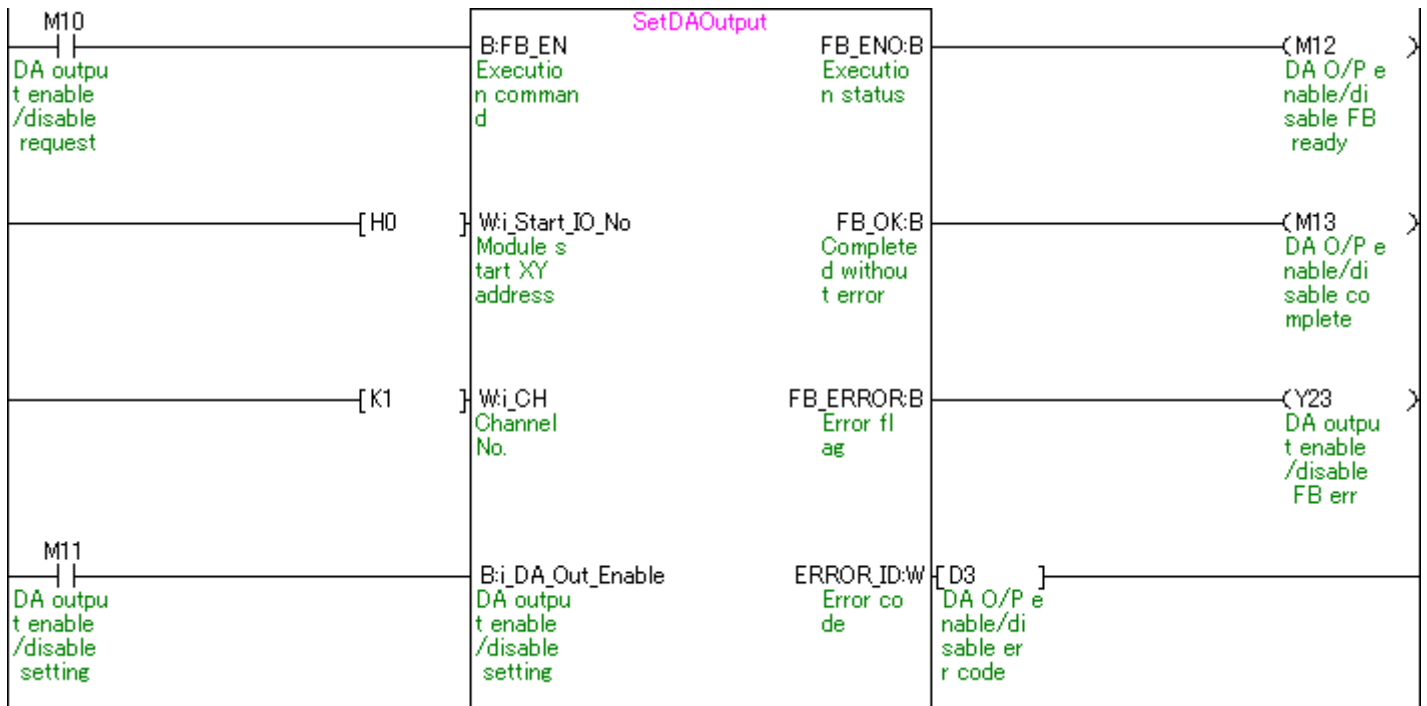 M10
SetDAOutput
B:FB_EN
FB_ENO:B
(M12 )
DA outpu
t enable
/disable
request
Executio
n comman
d
Executio
n status
DA O/P e
nable/di
sable FB
ready
[ H0 ]
W:i_Start_IO_No
FB_OK:B
(M13 )
Module s
tart XY
address
Complete
d withou
t error
DA O/P e
nable/di
sable co
mplete
[ K1 ]
W:i_CH
FB_ERROR:B
(Y23 )
Channel
No.
Error fl
ag
DA outpu
t enable
/disable
FB err
M11
B:i_DA_Out_Enable
ERROR_ID:W
[ D3 ]
DA outpu
t enable
/disable
setting
DA outpu
t enable
/disable
setting
Error co
de
DA O/P e
nable/di
sable er
r code